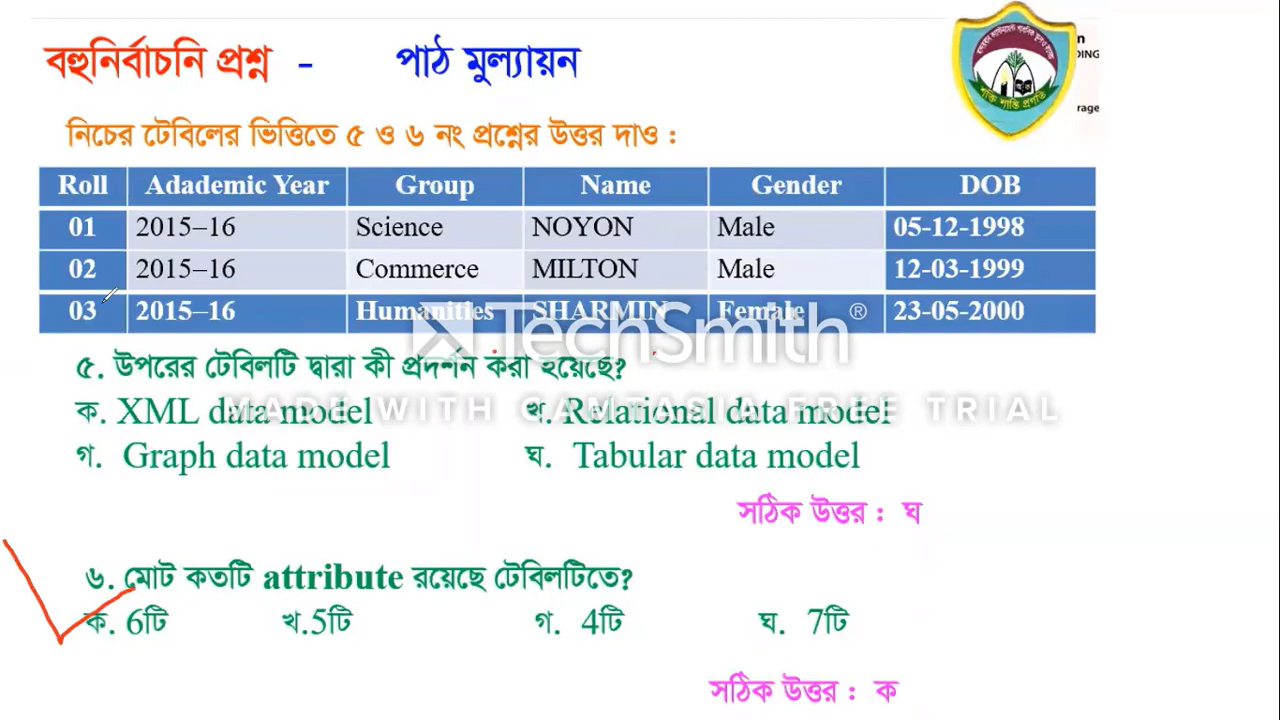 বহুনির্বাচনি প্রশ্ন - পাঠ মুল্যায়ন
নিচের টেবিলের ভিত্তিতে ৫ ও ৬ নং প্রশ্নের উত্তর দাও :
Roll Adademic Year Group Name Gender DOB
01 2015–16 Science NOYON Male 05-12-1998
02 2015–16 Commerce MILTON Male 12-03-1999
03 2015–16 Humanities SHARMIN Female 23-05-2000
TechSmith®
MADE WITH CAMTASIA FREE TRIAL
৫. উপরের টেবিলটি দ্বারা কী প্রদর্শন করা হয়েছে?
ক. XML data model খ. Relational data model
গ. Graph data model ঘ. Tabular data model
সঠিক উত্তর : ঘ
৬. মোট কতটি attribute রয়েছে টেবিলটিতে?
ক. 6টি খ.5টি গ. 4টি ঘ. 7টি
সঠিক উত্তর : ক
শক্তি শান্তি প্রগতি
n
DING
rage